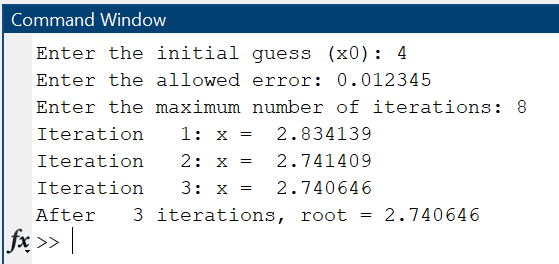 Command Window
Enter the initial guess (x0): 4
Enter the allowed error: 0.012345
Enter the maximum number of iterations: 8
Iteration   1: x =  2.834139
Iteration   2: x =  2.741409
Iteration   3: x =  2.740646
After   3 iterations, root = 2.740646
fx >>